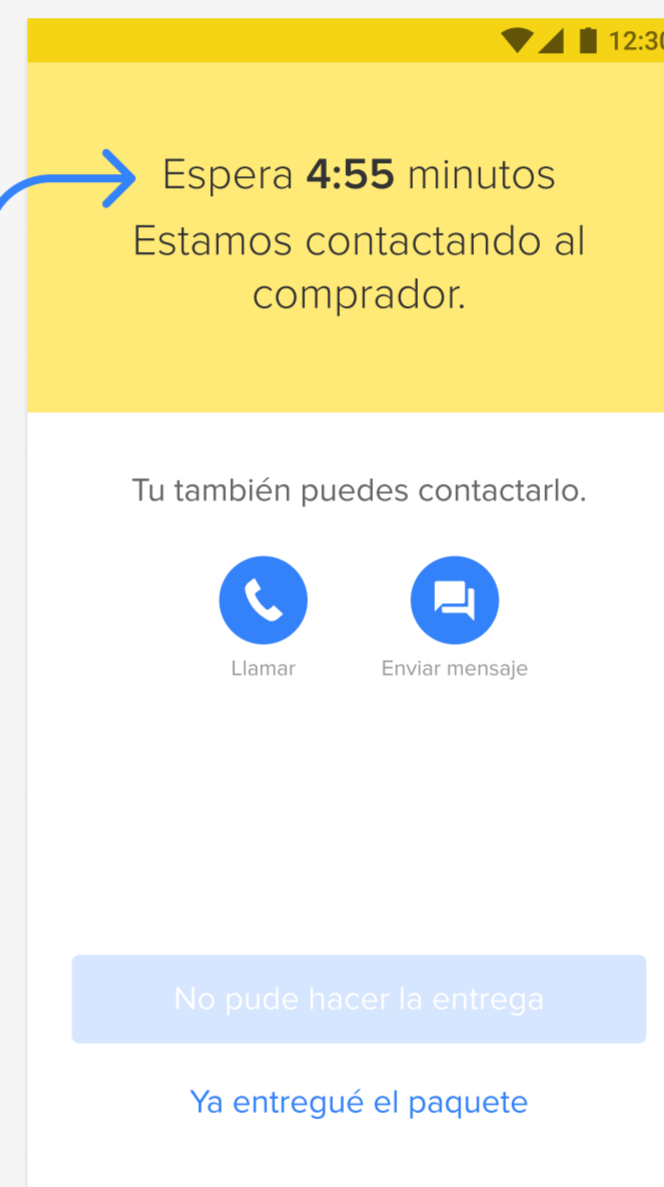 12:30
Espera 4:55 minutos
Estamos contactando al
comprador.
Tu también puedes contactarlo.
Llamar
Enviar mensaje
No pude hacer la entrega
Ya entregué el paquete